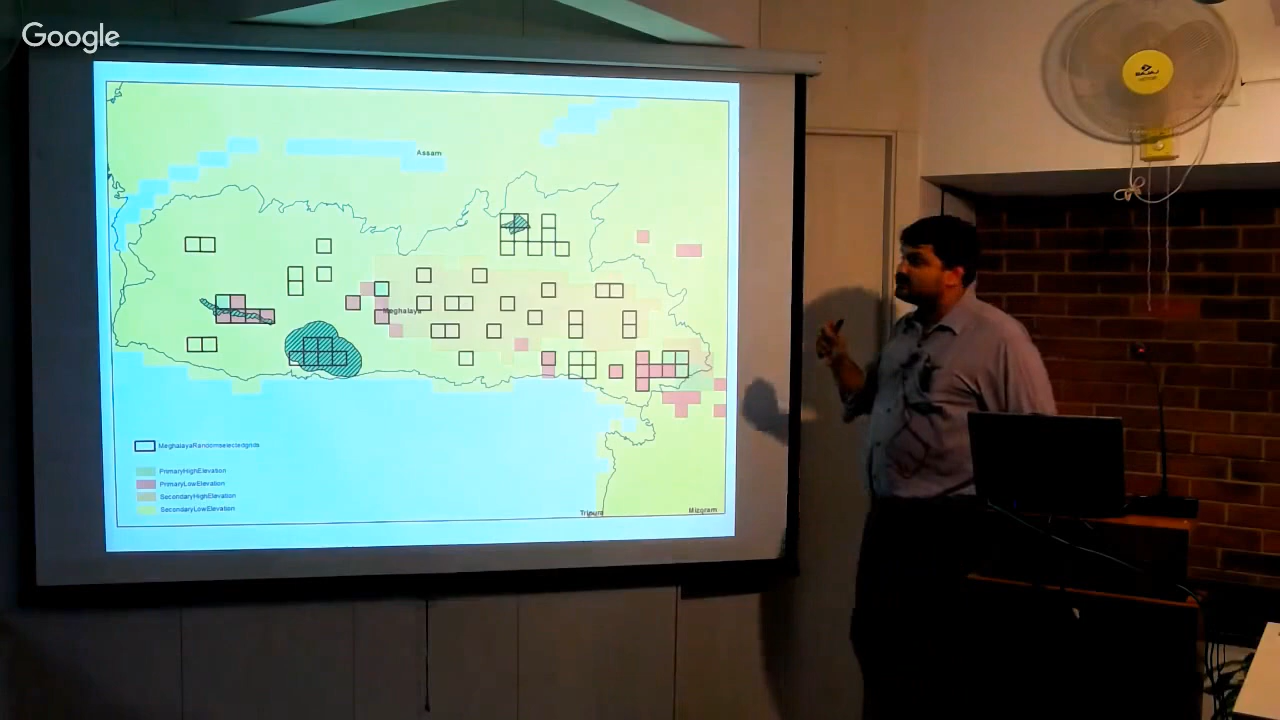 Google
BAJAJ
Assam
Meghalaya
MeghalayaRandomselectedgrids
PrimaryHighElevation
PrimaryLowElevation
SecondaryHighElevation
SecondaryLowElevation
Tripura
Mizoram